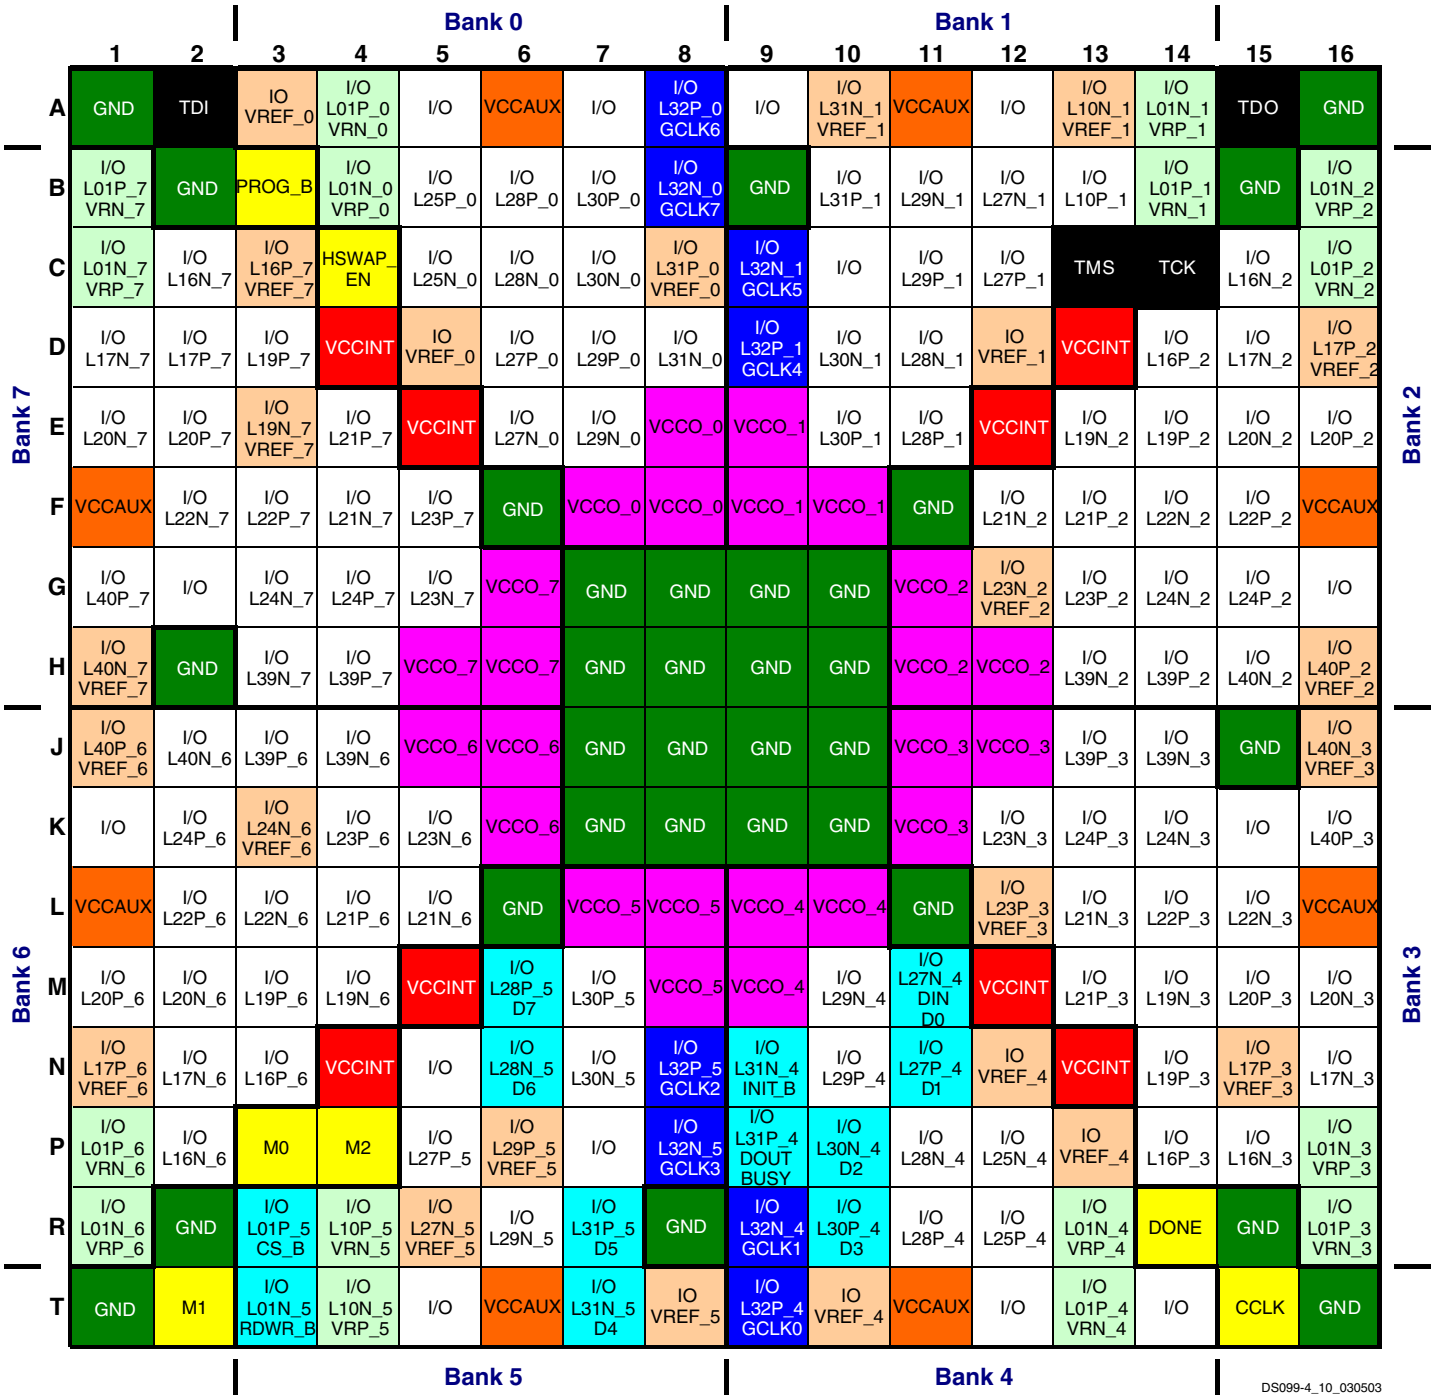 Bank 0 Bank 1
1 2 3 4 5 6 7 8 9 10 11 12 13 14 15 16
A GND TDI IO VREF_0 I/O L01P_0 VRN_0 I/O VCCAUX I/O I/O L32P_0 GCLK6 I/O I/O L31N_1 VREF_1 VCCAUX I/O I/O L10N_1 VREF_1 I/O L01N_1 VRP_1 TDO GND
B I/O L01P_7 VRN_7 GND PROG_B I/O L01N_0 VRP_0 I/O L25P_0 I/O L28P_0 I/O L30P_0 I/O L32N_0 GCLK7 GND I/O L31P_1 I/O L29N_1 I/O L27N_1 I/O L10P_1 I/O L01P_1 VRN_1 GND I/O L01N_2 VRP_2
C I/O L01N_7 VRP_7 I/O L16N_7 I/O L16P_7 VREF_7 HSWAP_EN I/O L25N_0 I/O L28N_0 I/O L30N_0 I/O L31P_0 VREF_0 I/O L32N_1 GCLK5 I/O I/O L29P_1 I/O L27P_1 TMS TCK I/O L16N_2 I/O L01P_2 VRN_2
D I/O L17N_7 I/O L17P_7 I/O L19P_7 VCCINT IO VREF_0 I/O L27P_0 I/O L29P_0 I/O L31N_0 I/O L32P_1 GCLK4 I/O L30N_1 I/O L28N_1 IO VREF_1 VCCINT I/O L16P_2 I/O L17N_2 I/O L17P_2 VREF_2
Bank 7
E I/O L20N_7 I/O L20P_7 I/O L19N_7 VREF_7 I/O L21P_7 VCCINT I/O L27N_0 I/O L29N_0 VCCO_0 VCCO_1 I/O L30P_1 I/O L28P_1 VCCINT I/O L19N_2 I/O L19P_2 I/O L20N_2 I/O L20P_2
Bank 2
F VCCAUX I/O L22N_7 I/O L22P_7 I/O L21N_7 I/O L23P_7 GND VCCO_0 VCCO_0 VCCO_1 VCCO_1 GND I/O L21N_2 I/O L21P_2 I/O L22N_2 I/O L22P_2 VCCAUX
G I/O L40P_7 I/O I/O L24N_7 I/O L24P_7 I/O L23N_7 VCCO_7 GND GND GND GND VCCO_2 I/O L23N_2 VREF_2 I/O L23P_2 I/O L24N_2 I/O L24P_2 I/O
H I/O L40N_7 VREF_7 GND I/O L39N_7 I/O L39P_7 VCCO_7 VCCO_7 GND GND GND GND VCCO_2 VCCO_2 I/O L39N_2 I/O L39P_2 I/O L40N_2 I/O L40P_2 VREF_2
J I/O L40P_6 VREF_6 I/O L40N_6 I/O L39P_6 I/O L39N_6 VCCO_6 VCCO_6 GND GND GND GND VCCO_3 VCCO_3 I/O L39P_3 I/O L39N_3 GND I/O L40N_3 VREF_3
K I/O I/O L24P_6 I/O L24N_6 VREF_6 I/O L23P_6 I/O L23N_6 VCCO_6 GND GND GND GND VCCO_3 I/O L23N_3 I/O L24P_3 I/O L24N_3 I/O I/O L40P_3
L VCCAUX I/O L22P_6 I/O L22N_6 I/O L21P_6 I/O L21N_6 GND VCCO_5 VCCO_5 VCCO_4 VCCO_4 GND I/O L23P_3 VREF_3 I/O L21N_3 I/O L22P_3 I/O L22N_3 VCCAUX
Bank 6
M I/O L20P_6 I/O L20N_6 I/O L19P_6 I/O L19N_6 VCCINT I/O L28P_5 D7 I/O L30P_5 VCCO_5 VCCO_4 I/O L29N_4 I/O L27N_4 DIN D0 VCCINT I/O L21P_3 I/O L19N_3 I/O L20P_3 I/O L20N_3
Bank 3
N I/O L17P_6 VREF_6 I/O L17N_6 I/O L16P_6 VCCINT I/O I/O L28N_5 D6 I/O L30N_5 I/O L32P_5 GCLK2 I/O L31N_4 INIT_B I/O L29P_4 I/O L27P_4 D1 IO VREF_4 VCCINT I/O L19P_3 I/O L17P_3 VREF_3 I/O L17N_3
P I/O L01P_6 VRN_6 I/O L16N_6 M0 M2 I/O L27P_5 I/O L29P_5 VREF_5 I/O I/O L32N_5 GCLK3 I/O L31P_4 DOUT BUSY I/O L30N_4 D2 I/O L28N_4 I/O L25N_4 IO VREF_4 I/O L16P_3 I/O L16N_3 I/O L01N_3 VRP_3
R I/O L01N_6 VRP_6 GND I/O L01P_5 CS_B I/O L10P_5 VRN_5 I/O L27N_5 VREF_5 I/O L29N_5 I/O L31P_5 D5 GND I/O L32N_4 GCLK1 I/O L30P_4 D3 I/O L28P_4 I/O L25P_4 I/O L01N_4 VRP_4 DONE GND I/O L01P_3 VRN_3
T GND M1 I/O L01N_5 RDWR_B I/O L10N_5 VRP_5 I/O VCCAUX I/O L31N_5 D4 IO VREF_5 I/O L32P_4 GCLK0 IO VREF_4 VCCAUX I/O I/O L01P_4 VRN_4 I/O CCLK GND
Bank 5 Bank 4
DS099-4_10_030503